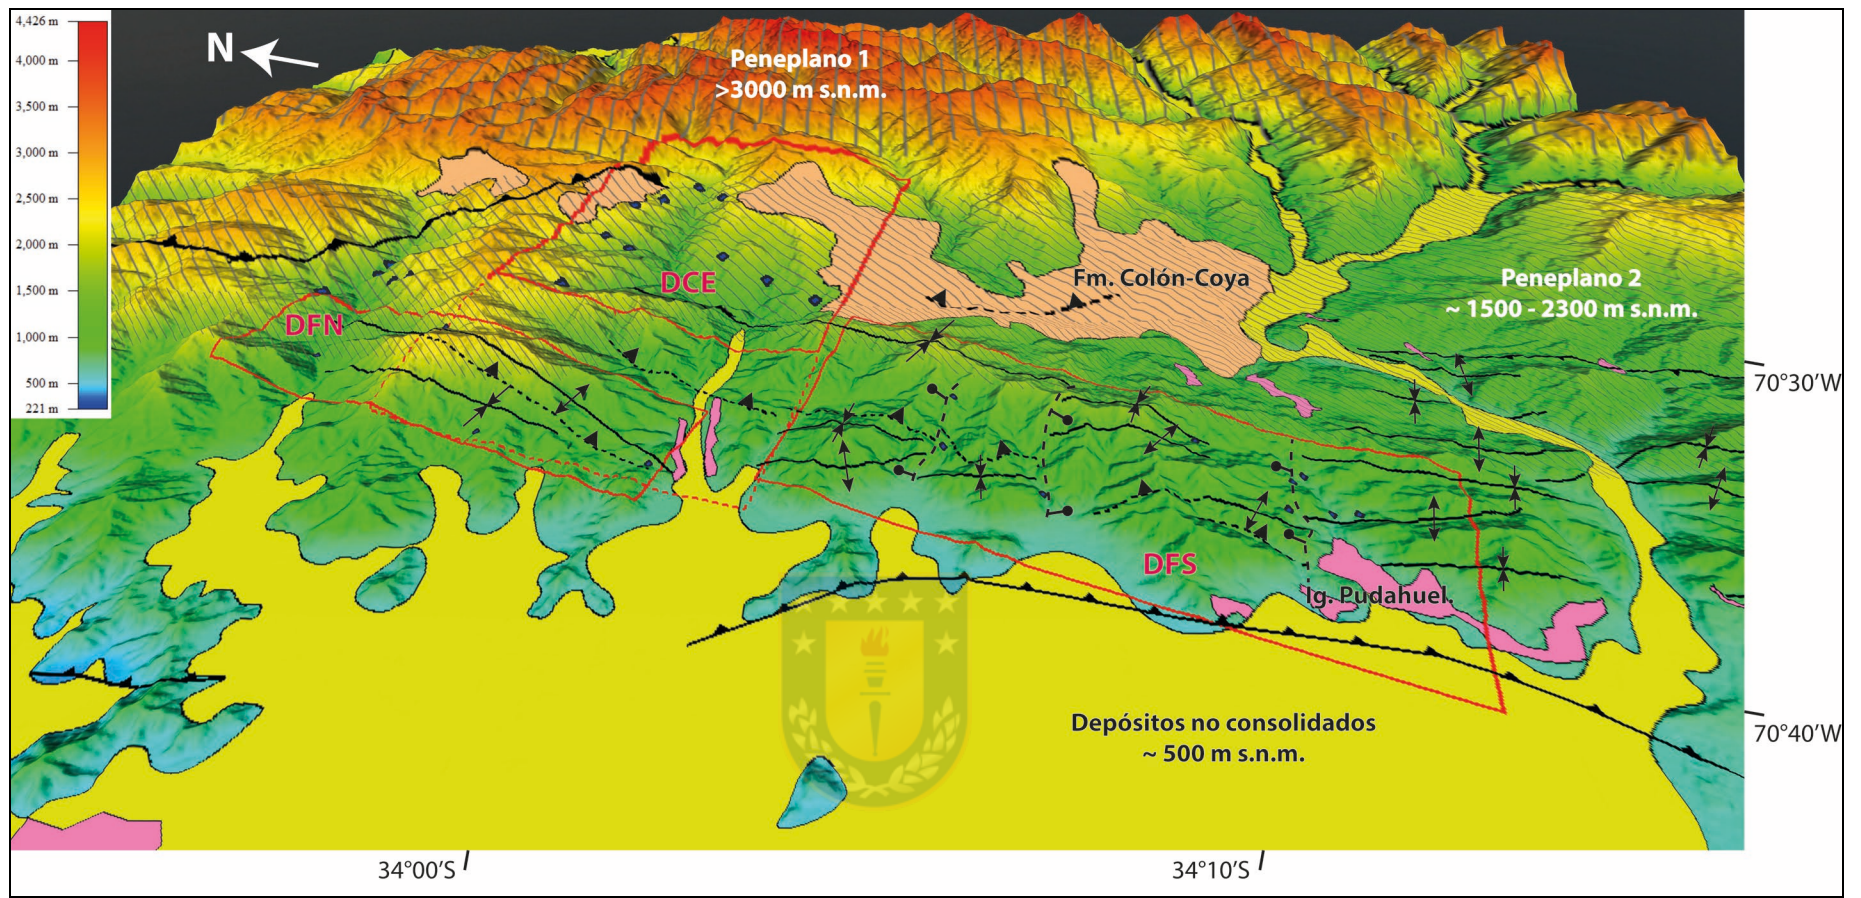 4,426 m
4,000 m
3,500 m
3,000 m
2,500 m
2,000 m
1,500 m
1,000 m
500 m
221 m
N
Peneplano 1
>3000 m s.n.m.
Fm. Colón-Coya
Peneplano 2
~ 1500 - 2300 m s.n.m.
DCE
DFN
DFS
Ig. Pudahuel.
Depósitos no consolidados
~ 500 m s.n.m.
70°30'W
70°40'W
34°00'S
34°10'S